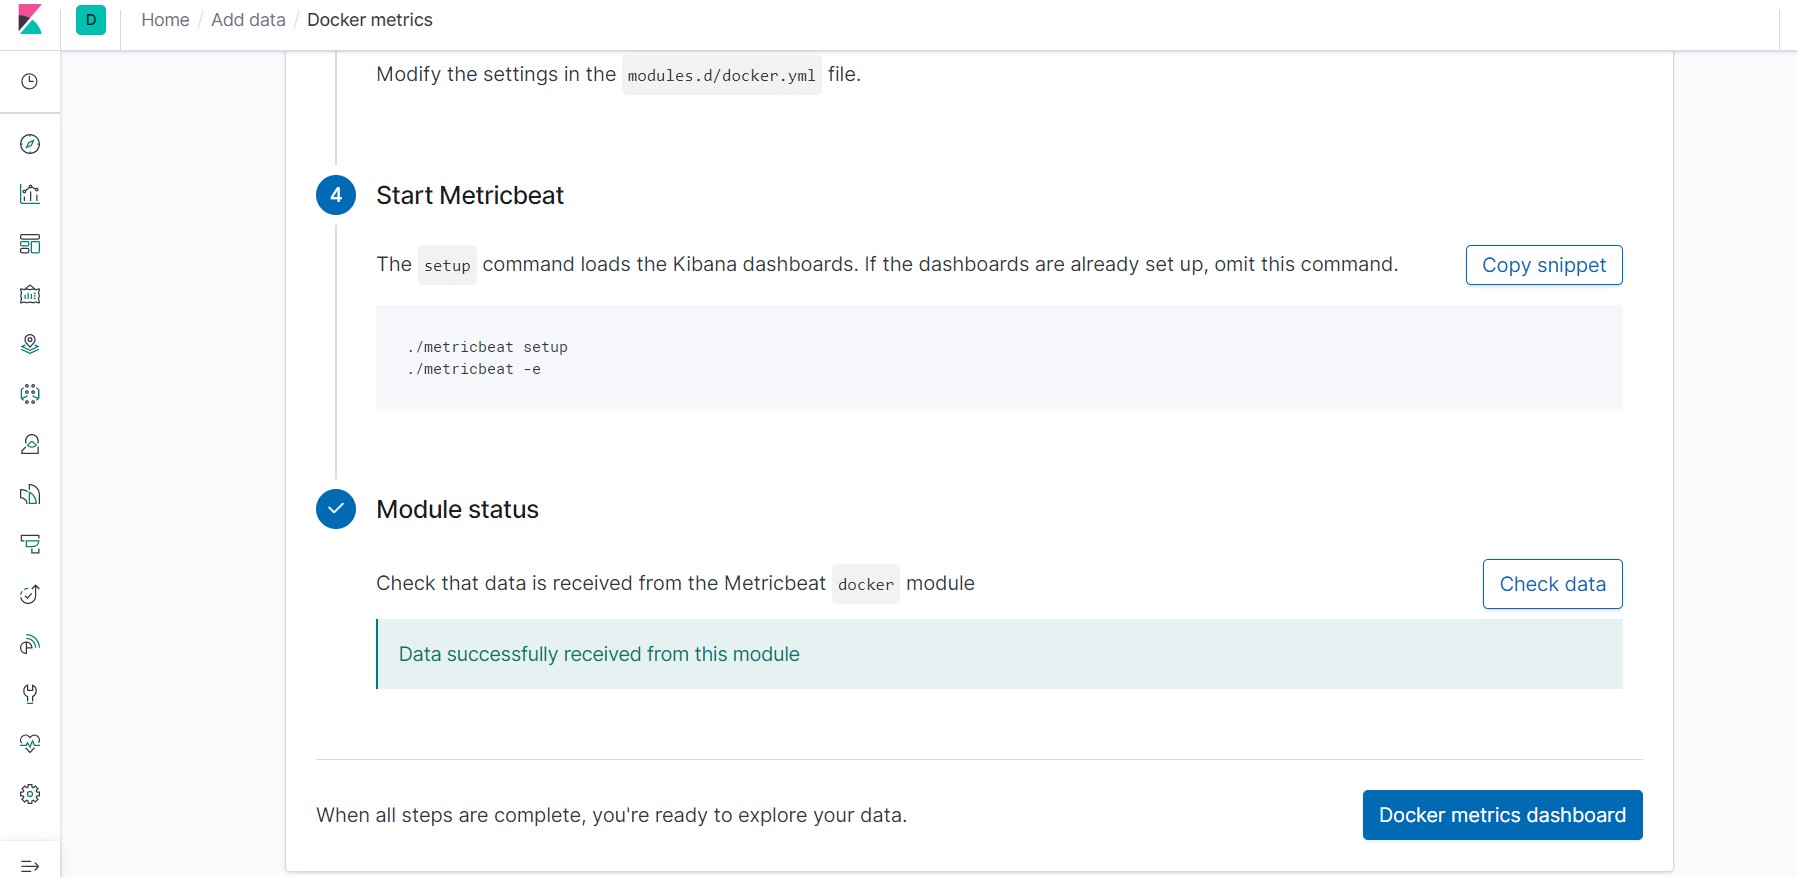 D
Home / Add data / Docker metrics
Modify the settings in the modules.d/docker.yml file.
4
Start Metricbeat
The setup command loads the Kibana dashboards. If the dashboards are already set up, omit this command.
Copy snippet
./metricbeat setup
./metricbeat -e
Module status
Check that data is received from the Metricbeat docker module
Check data
Data successfully received from this module
When all steps are complete, you're ready to explore your data.
Docker metrics dashboard